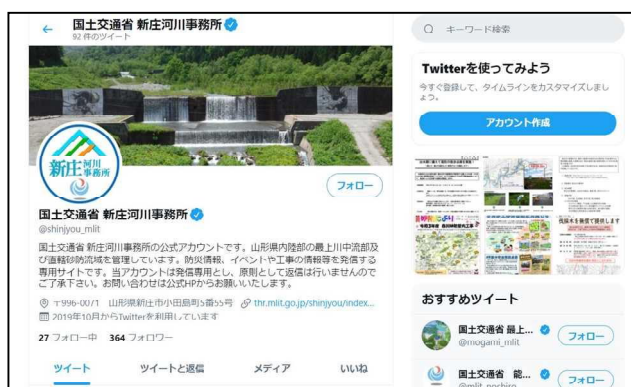 国土交通省 新庄河川事務所
92 件のツイート
新庄河川事務所
フォロー
国土交通省 新庄河川事務所
@shinjyou_mlit
国土交通省 新庄河川事務所の公式アカウントです。山形県内陸部の最上川中流部及
び直轄砂防流域を管理しています。防災情報、イベントや工事の情報等を発信する
専用サイトです。当アカウントは発信専用とし、原則として返信は行いませんので
ご了承下さい。お問い合わせは公式HPからお願いいたします。
〒996-0071 山形県新庄市小田島町5番55号 thr.mlit.go.jp/shinjyou/index...
2019年10月からTwitterを利用しています
27 フォロー中 364 フォロワー
ツイート ツイートと返信 メディア いいね
キーワード検索
Twitterを使ってみよう
今すぐ登録して、タイムラインをカスタマイズしまし
ょう。
アカウント作成
おすすめツイート
国土交通省 最上...
@mogami_mlit
フォロー
国土交通省 能...
@mlit_noshiro
フォロー